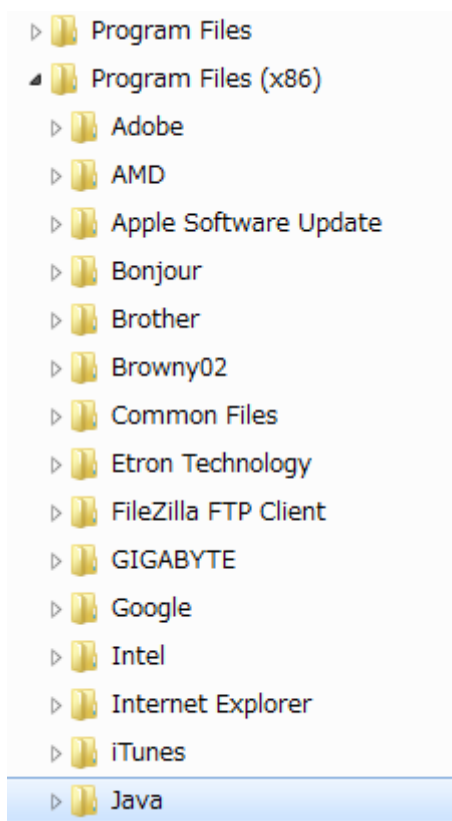 Program Files
Program Files (x86)
Adobe
AMD
Apple Software Update
Bonjour
Brother
Browny02
Common Files
Etron Technology
FileZilla FTP Client
GIGABYTE
Google
Intel
Internet Explorer
iTunes
Java